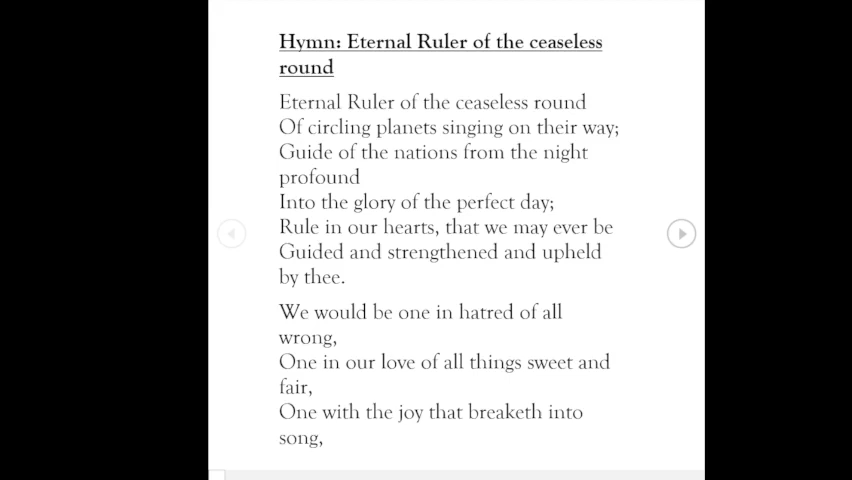 Hymn: Eternal Ruler of the ceaseless
round
Eternal Ruler of the ceaseless round
Of circling planets singing on their way;
Guide of the nations from the night
profound
Into the glory of the perfect day;
Rule in our hearts, that we may ever be
Guided and strengthened and upheld
by thee.
We would be one in hatred of all
wrong,
One in our love of all things sweet and
fair,
One with the joy that breaketh into
song,